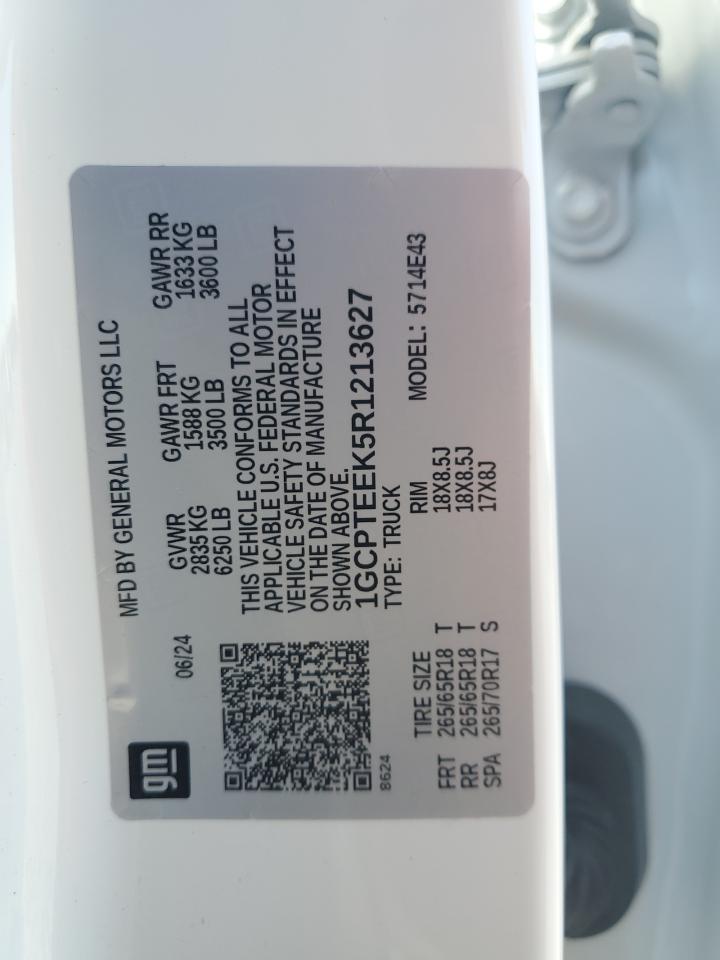 gm
06/24
MFD BY GENERAL MOTORS LLC
GVWR GAWR FRT GAWR RR
2835 KG 1588 KG 1633 KG
6250 LB 3500 LB 3600 LB
THIS VEHICLE CONFORMS TO ALL
APPLICABLE U.S. FEDERAL MOTOR
VEHICLE SAFETY STANDARDS IN EFFECT
ON THE DATE OF MANUFACTURE
SHOWN ABOVE.
1GCPTEEK5R1213627
8624
TYPE: TRUCK MODEL: 5714E43
TIRE SIZE RIM
FRT 265/65R18 T 18X8.5J
RR 265/65R18 T 18X8.5J
SPA 265/70R17 S 17X8J